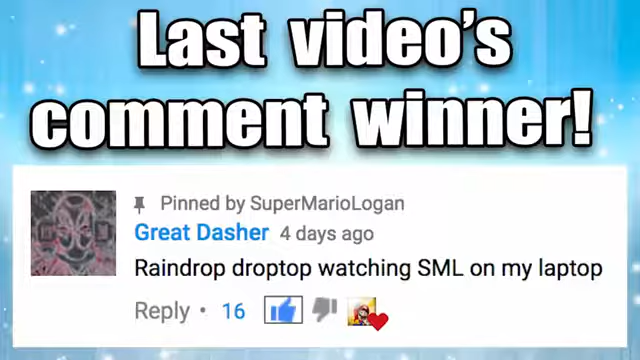 Last video's
comment winner!
Pinned by SuperMarioLogan
Great Dasher 4 days ago
Raindrop droptop watching SML on my laptop
Reply • 16